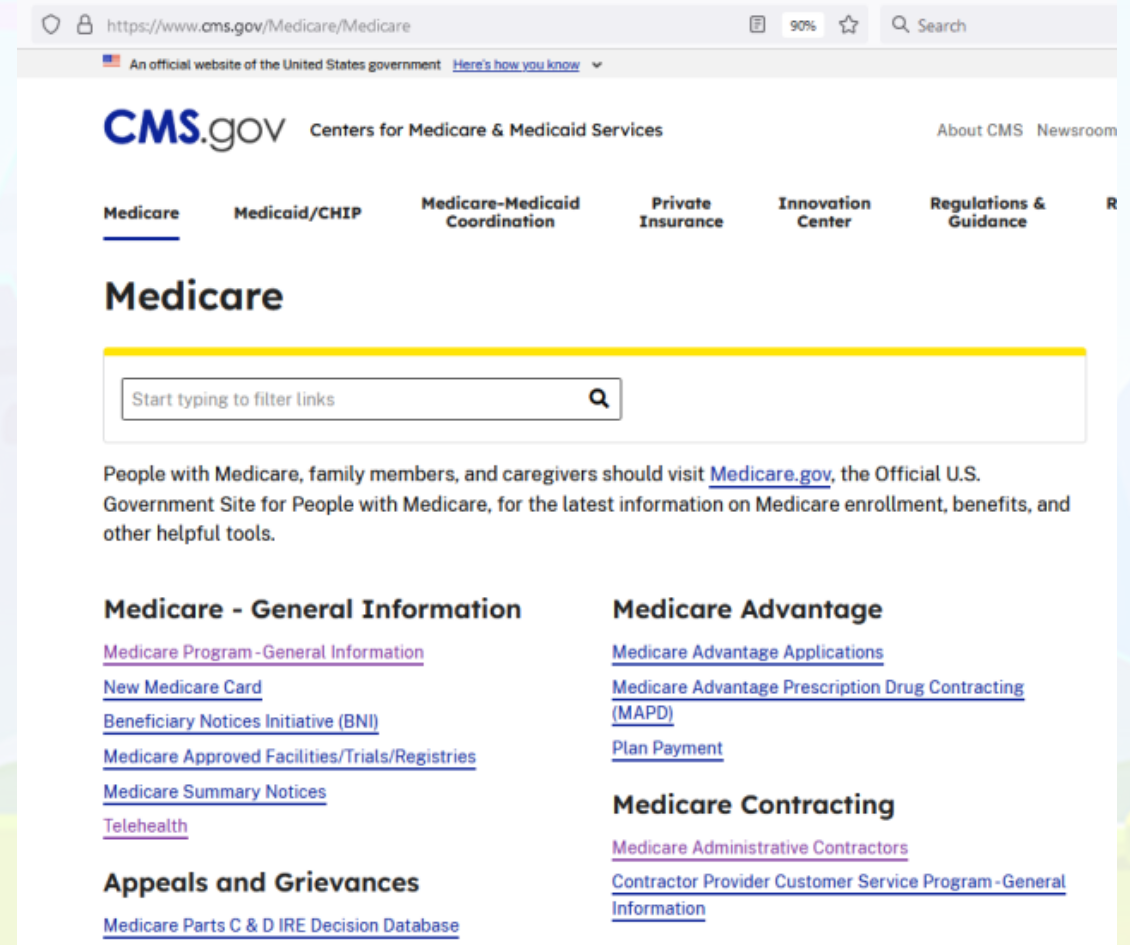 https://www.cms.gov/Medicare/Medicare
90%
Search
An official website of the United States government Here's how you know
CMS.gov Centers for Medicare & Medicaid Services
About CMS Newsroom
Medicare
Medicaid/CHIP
Medicare-Medicaid
Coordination
Private
Insurance
Innovation
Center
Regulations &
Guidance
R
Medicare
Start typing to filter links
People with Medicare, family members, and caregivers should visit Medicare.gov, the Official U.S.
Government Site for People with Medicare, for the latest information on Medicare enrollment, benefits, and
other helpful tools.
Medicare - General Information
Medicare Program - General Information
New Medicare Card
Beneficiary Notices Initiative (BNI)
Medicare Approved Facilities/Trials/Registries
Medicare Summary Notices
Telehealth
Appeals and Grievances
Medicare Parts C & D IRE Decision Database
Medicare Advantage
Medicare Advantage Applications
Medicare Advantage Prescription Drug Contracting
(MAPD)
Plan Payment
Medicare Contracting
Medicare Administrative Contractors
Contractor Provider Customer Service Program - General
Information